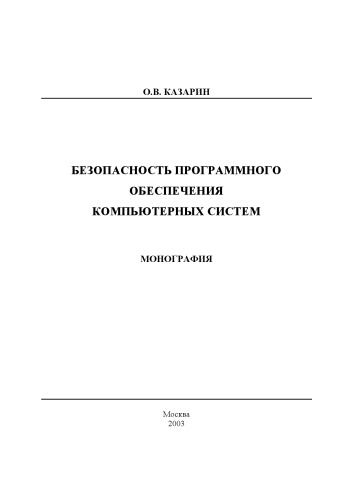 О.В. КАЗАРИН
БЕЗОПАСНОСТЬ ПРОГРАММНОГО
ОБЕСПЕЧЕНИЯ
КОМПЬЮТЕРНЫХ СИСТЕМ
МОНОГРАФИЯ
Москва
2003